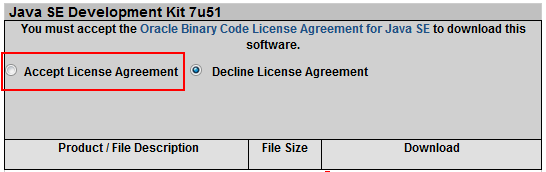 Java SE Development Kit 7u51
You must accept the Oracle Binary Code License Agreement for Java SE to download this
software.
Accept License Agreement Decline License Agreement
Product / File Description File Size Download